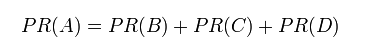 PR(A) = PR(B) + PR(C) + PR(D)